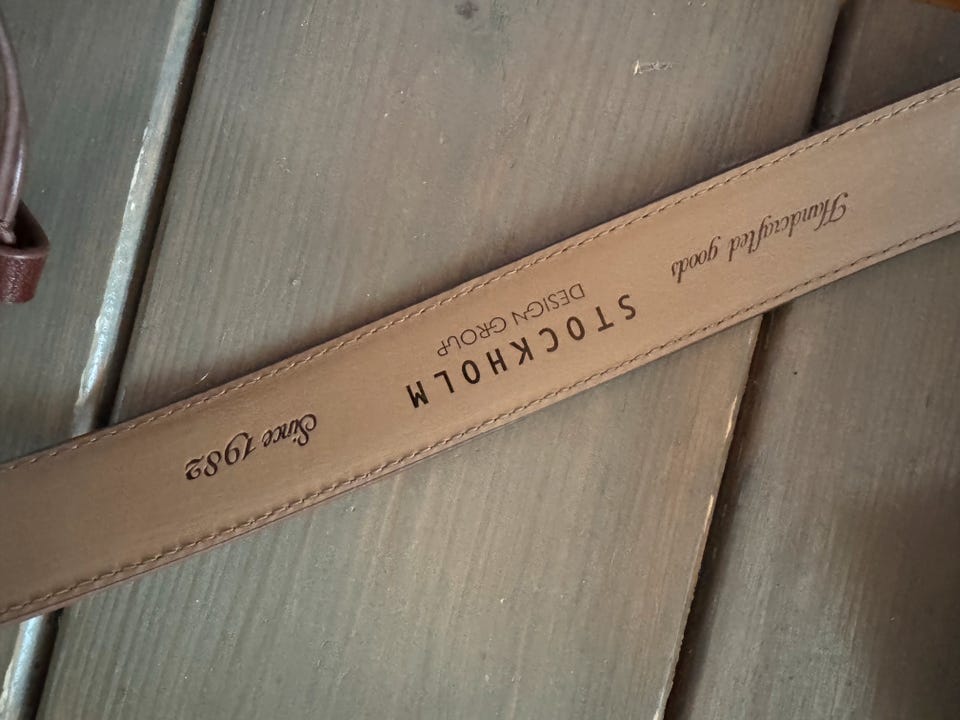 Handcrafted goods
STOCKHOLM
DESIGN GROUP
Since 1982